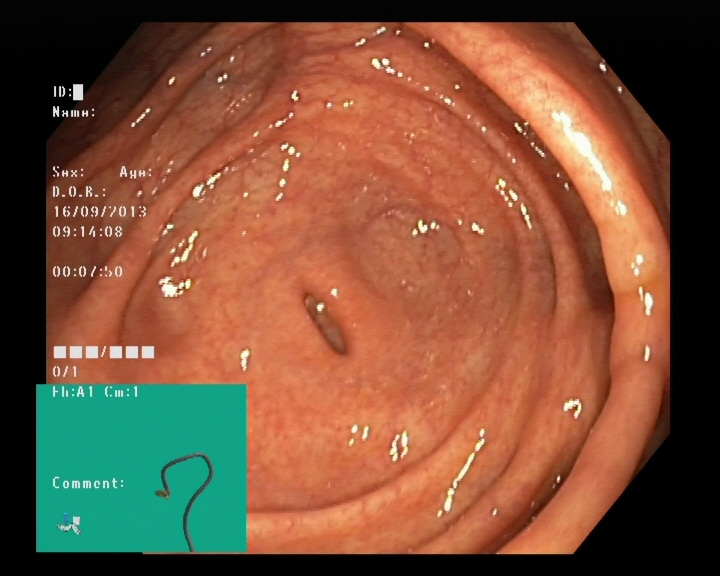 ID:
Name:
Sex: Age:
D.O.B.:
16/09/2013
09:14:08
00:07:50
0/1
Eh:A1 Cm:1
Comment: